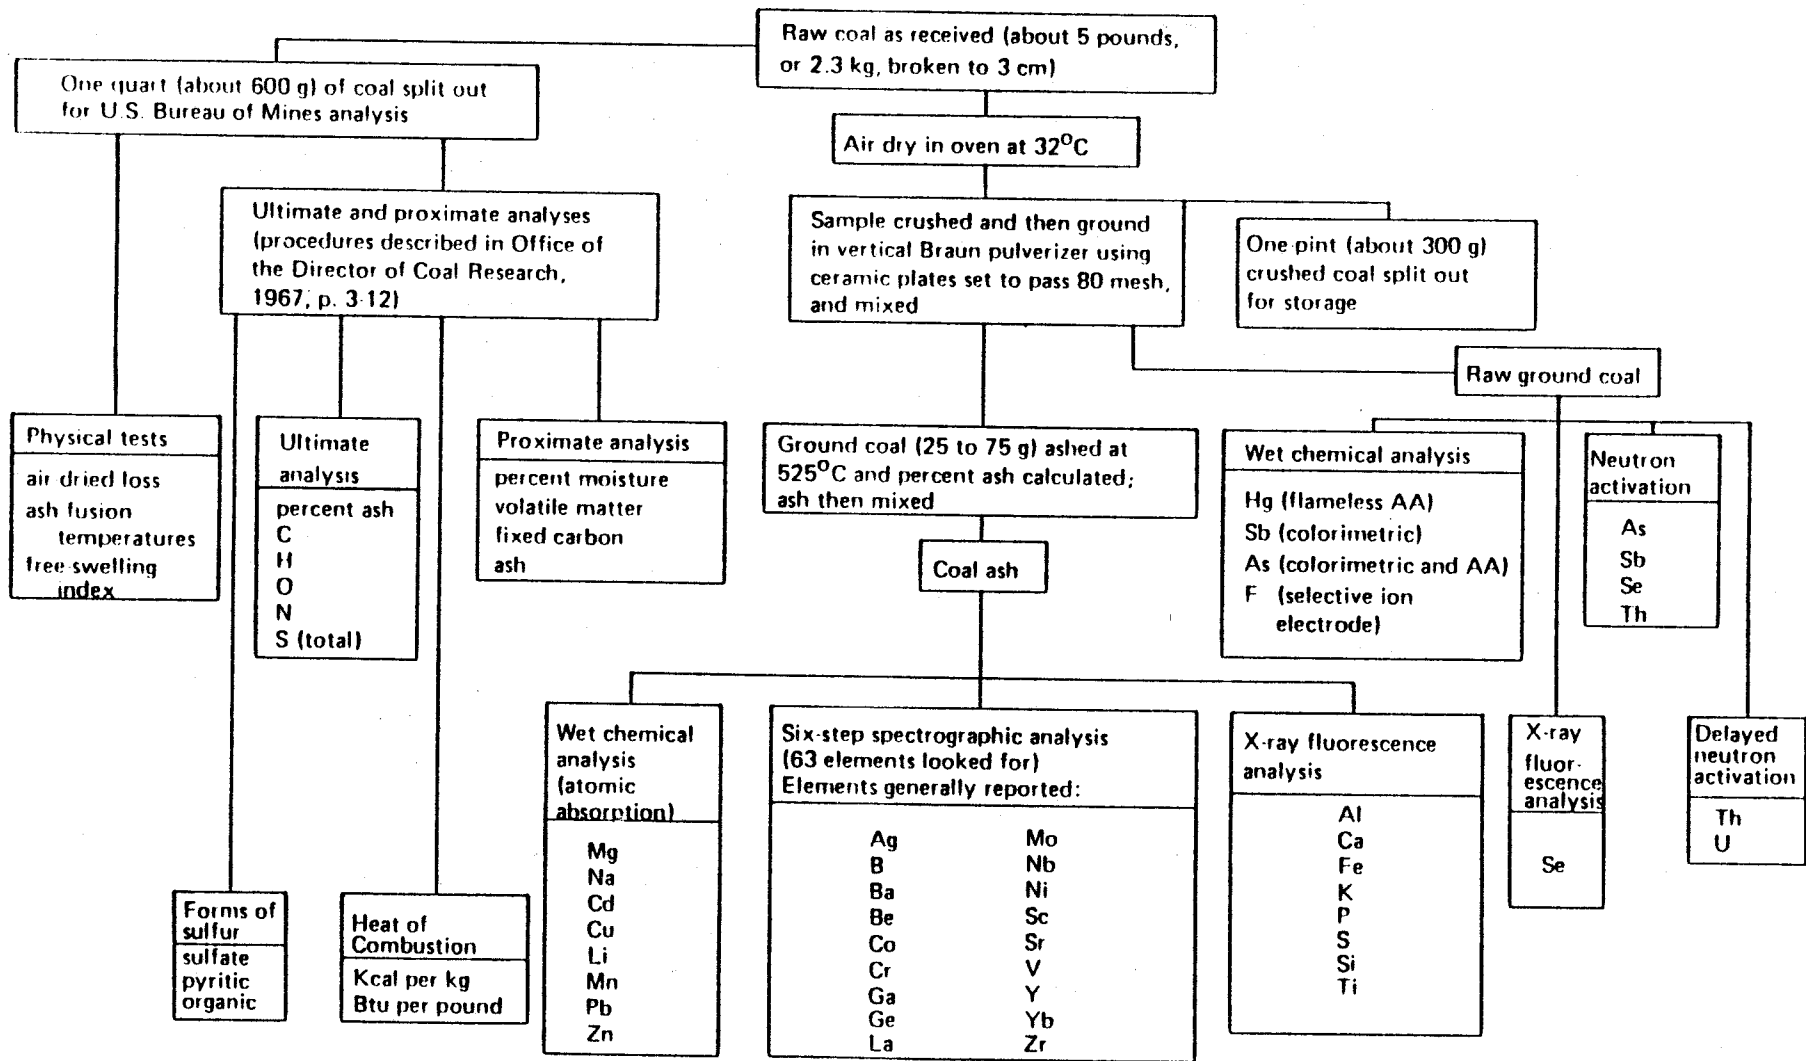 Raw coal as received (about 5 pounds,
or 2.3 kg, broken to 3 cm)
One quart (about 600 g) of coal split out
for U.S. Bureau of Mines analysis
Air dry in oven at 32°C
Ultimate and proximate analyses
(procedures described in Office of
the Director of Coal Research,
1967, p. 3-12)
Sample crushed and then ground
in vertical Braun pulverizer using
ceramic plates set to pass 80 mesh,
and mixed
One-pint (about 300 g)
crushed coal split out
for storage
Raw ground coal
Physical tests
air dried loss
ash fusion
temperatures
free-swelling
index
Ultimate
analysis
percent ash
C
H
O
N
S (total)
Proximate analysis
percent moisture
volatile matter
fixed carbon
ash
Ground coal (25 to 75 g) ashed at
525°C and percent ash calculated;
ash then mixed
Coal ash
Wet chemical analysis
Hg (flameless AA)
Sb (colorimetric)
As (colorimetric and AA)
F (selective ion
electrode)
Neutron
activation
As
Sb
Se
Th
Forms of
sulfur
sulfate
pyritic
organic
Heat of
Combustion
Kcal per kg
Btu per pound
Wet chemical
analysis
(atomic
absorption)
Mg
Na
Cd
Cu
Li
Mn
Pb
Zn
Six-step spectrographic analysis
(63 elements looked for)
Elements generally reported:
Ag Mo
B Nb
Ba Ni
Be Sc
Co Sr
Cr V
Ga Y
Ge Yb
La Zr
X-ray fluorescence
analysis
Al
Ca
Fe
K
P
S
Si
Ti
X-ray
fluor-
escence
analysis
Se
Delayed
neutron
activation
Th
U